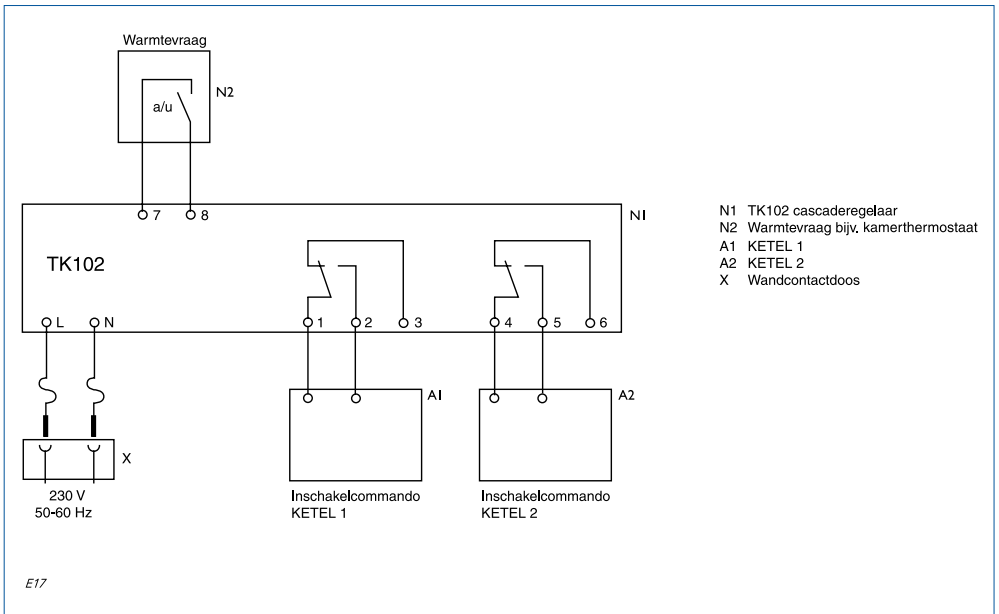 Warmtevraag
N2
a/u
7 8
N1
TK102
L N 1 2 3 4 5 6
A1 A2
X
230 V
50-60 Hz
Inschakelcommando
KETEL 1
Inschakelcommando
KETEL 2
N1 TK102 cascaderegelaar
N2 Warmtevraag bijv. kamerthermostaat
A1 KETEL 1
A2 KETEL 2
X Wandcontactdoos
E17